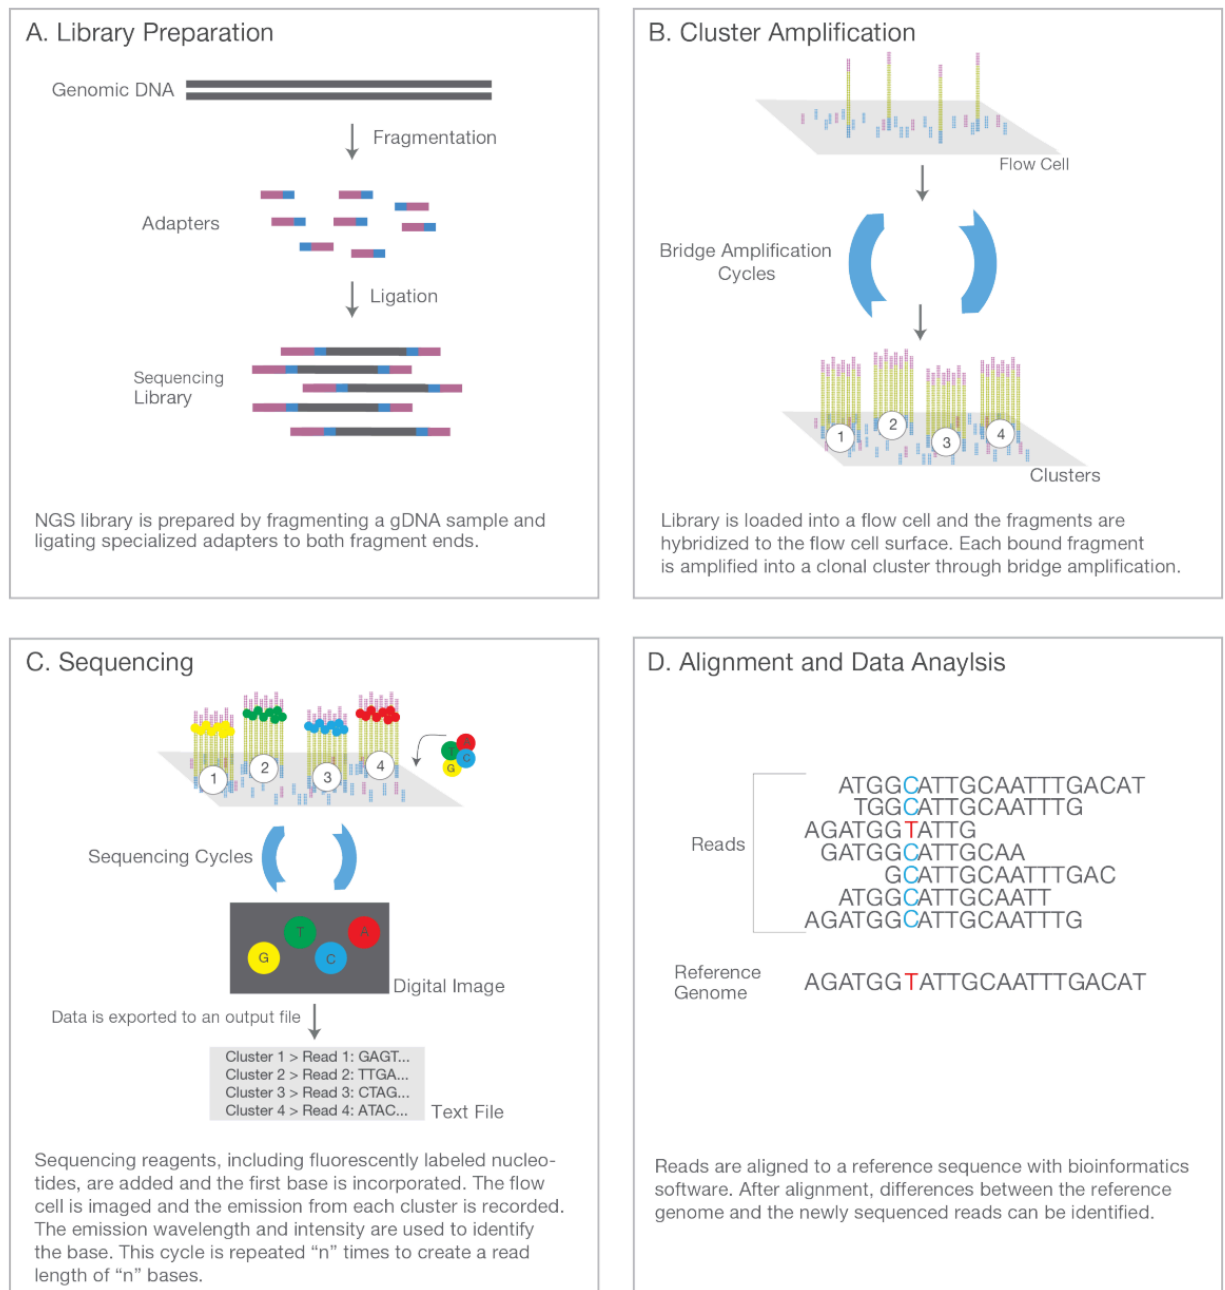 A. Library Preparation
Genomic DNA
Fragmentation
Adapters
Ligation
Sequencing
Library
NGS library is prepared by fragmenting a gDNA sample and
ligating specialized adapters to both fragment ends.
B. Cluster Amplification
Flow Cell
Bridge Amplification
Cycles
1
2
3
4
Clusters
Library is loaded into a flow cell and the fragments are
hybridized to the flow cell surface. Each bound fragment
is amplified into a clonal cluster through bridge amplification.
C. Sequencing
1
2
3
4
A
T
C
G
Sequencing Cycles
T
A
G
C
Digital Image
Data is exported to an output file
Cluster 1 > Read 1: GAGT...
Cluster 2 > Read 2: TTGA...
Cluster 3 > Read 3: CTAG...
Cluster 4 > Read 4: ATAC...
Text File
Sequencing reagents, including fluorescently labeled nucleo-
tides, are added and the first base is incorporated. The flow
cell is imaged and the emission from each cluster is recorded.
The emission wavelength and intensity are used to identify
the base. This cycle is repeated “n” times to create a read
length of “n” bases.
D. Alignment and Data Anaylsis
ATGGCATTGCAATTTGACAT
TGGCATTGCAATTTG
AGATGGTATTG
Reads
GATGGCATTGCAA
GCATTGCAATTTGAC
ATGGCATTGCAATT
AGATGGCATTGCAATTTG
Reference
Genome
AGATGGTATTGCAATTTGACAT
Reads are aligned to a reference sequence with bioinformatics
software. After alignment, differences between the reference
genome and the newly sequenced reads can be identified.